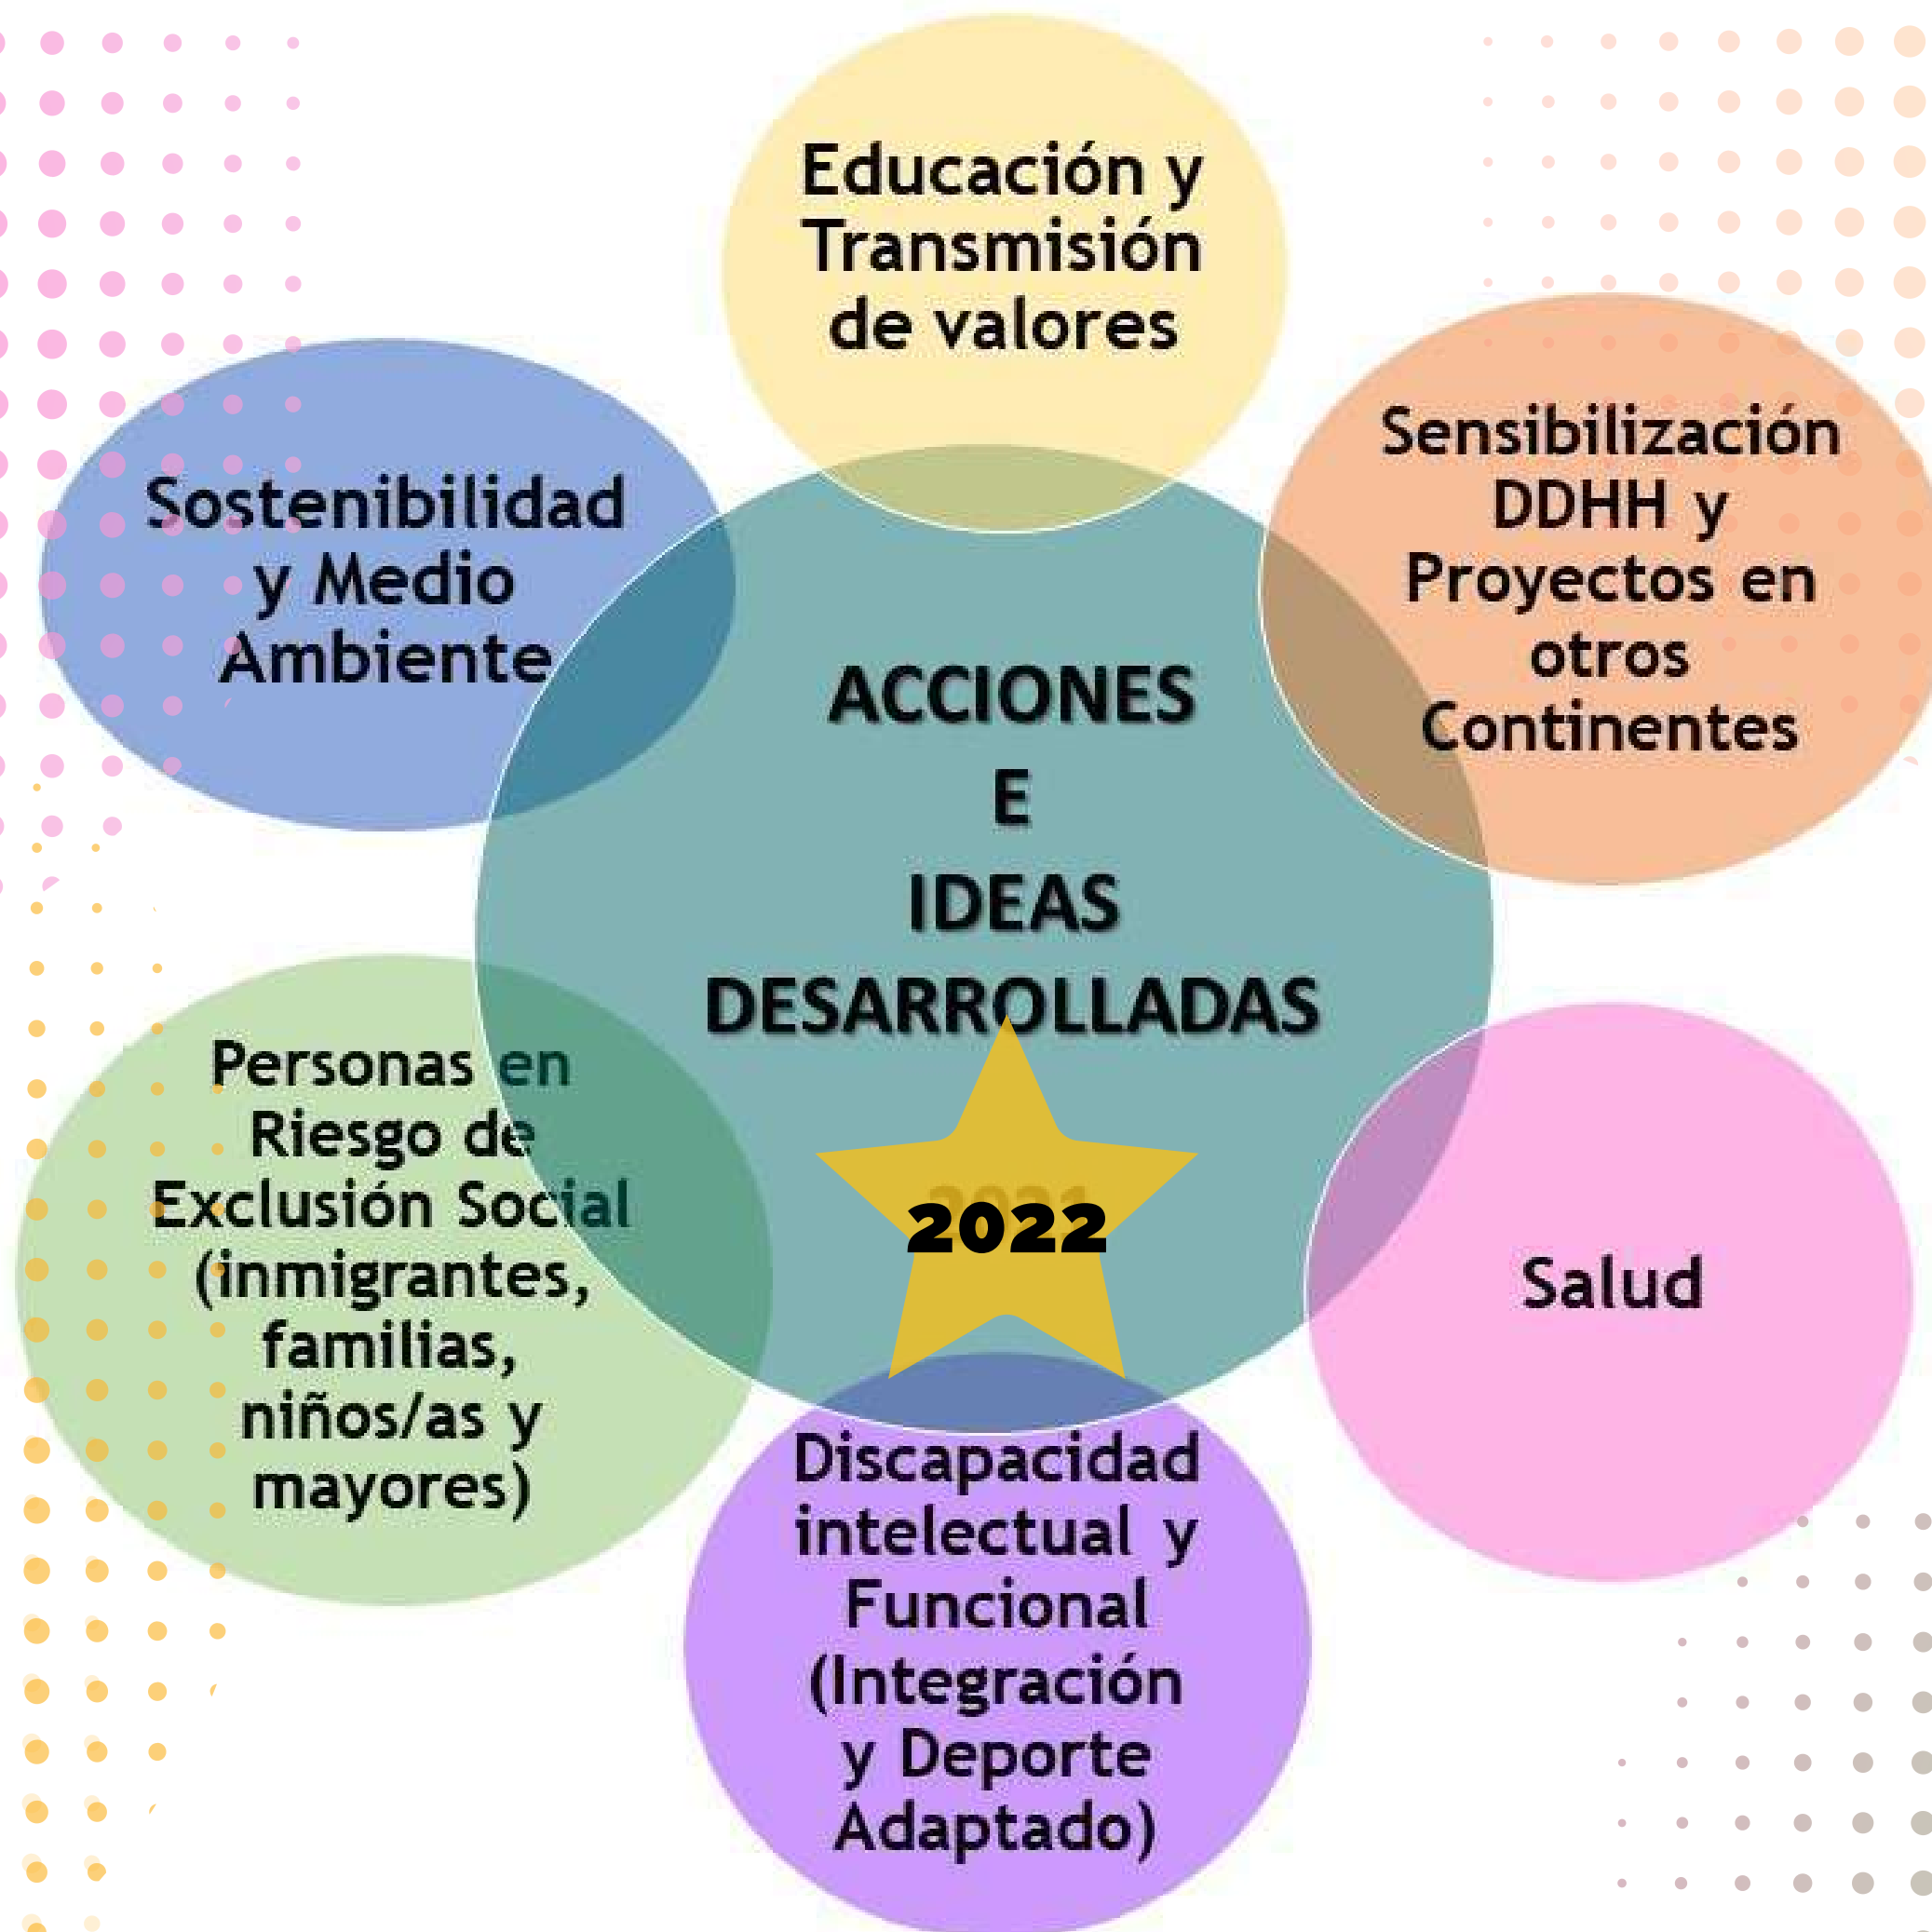 Educación y
Transmisión
de valores
Sensibilización
DDHH y
Proyectos en
otros
Continentes
Sostenibilidad
y Medio
Ambiente
ACCIONES
E
IDEAS
DESARROLLADAS
2021
2022
Personas en
Riesgo de
Exclusión Social
(inmigrantes,
familias,
niños/as y
mayores)
Salud
Discapacidad
intelectual y
Funcional
(Integración
y Deporte
Adaptado)